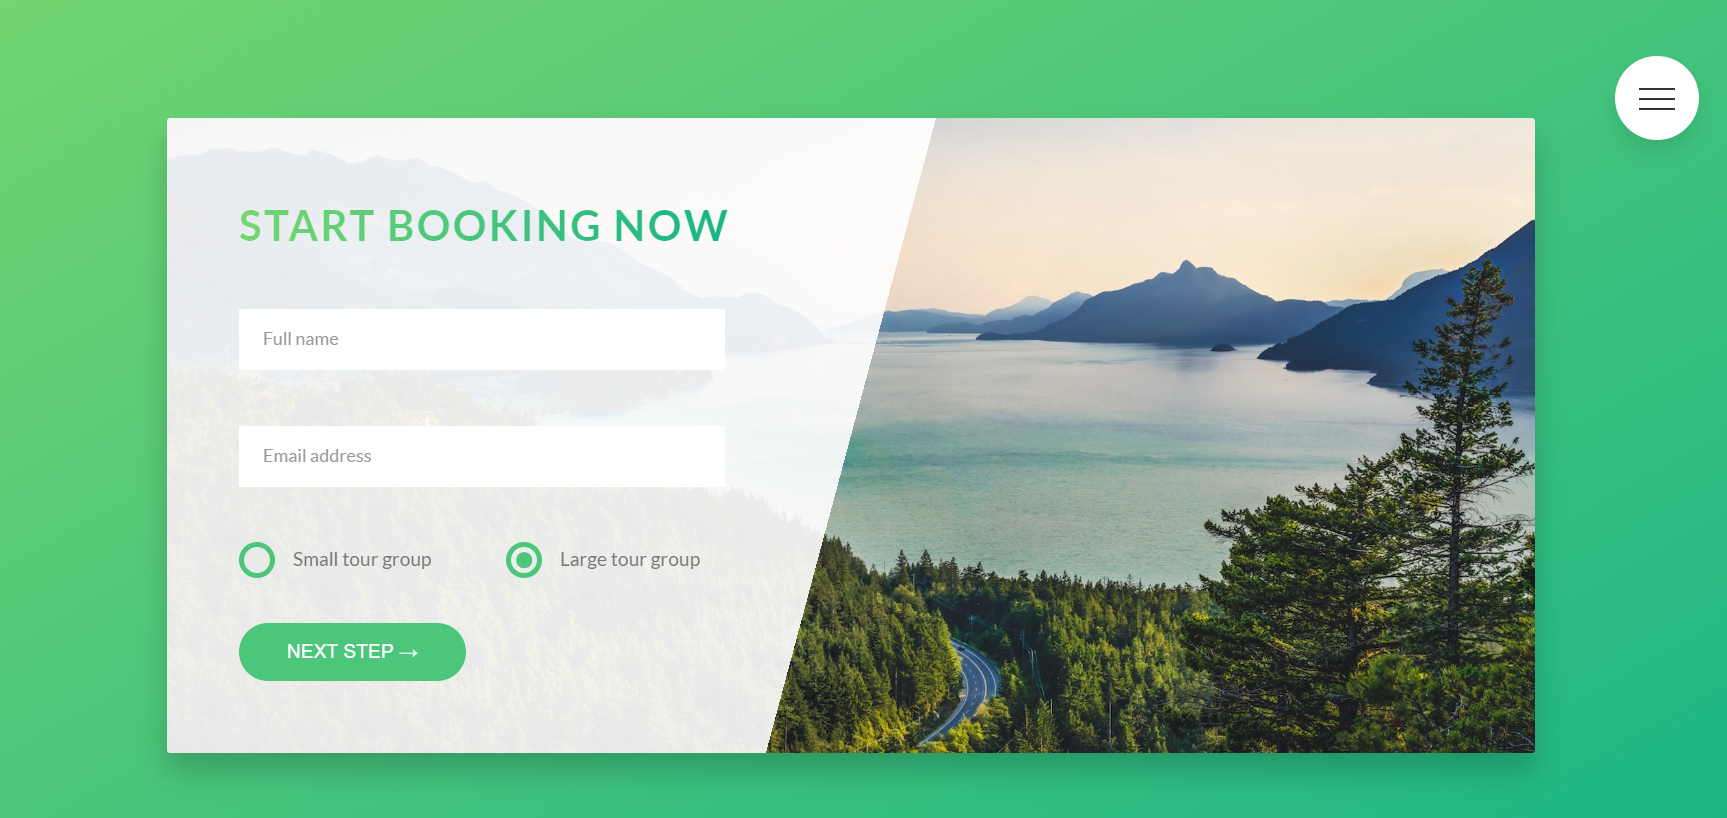 START BOOKING NOW
Full name
Email address
Small tour group
Large tour group
NEXT STEP →